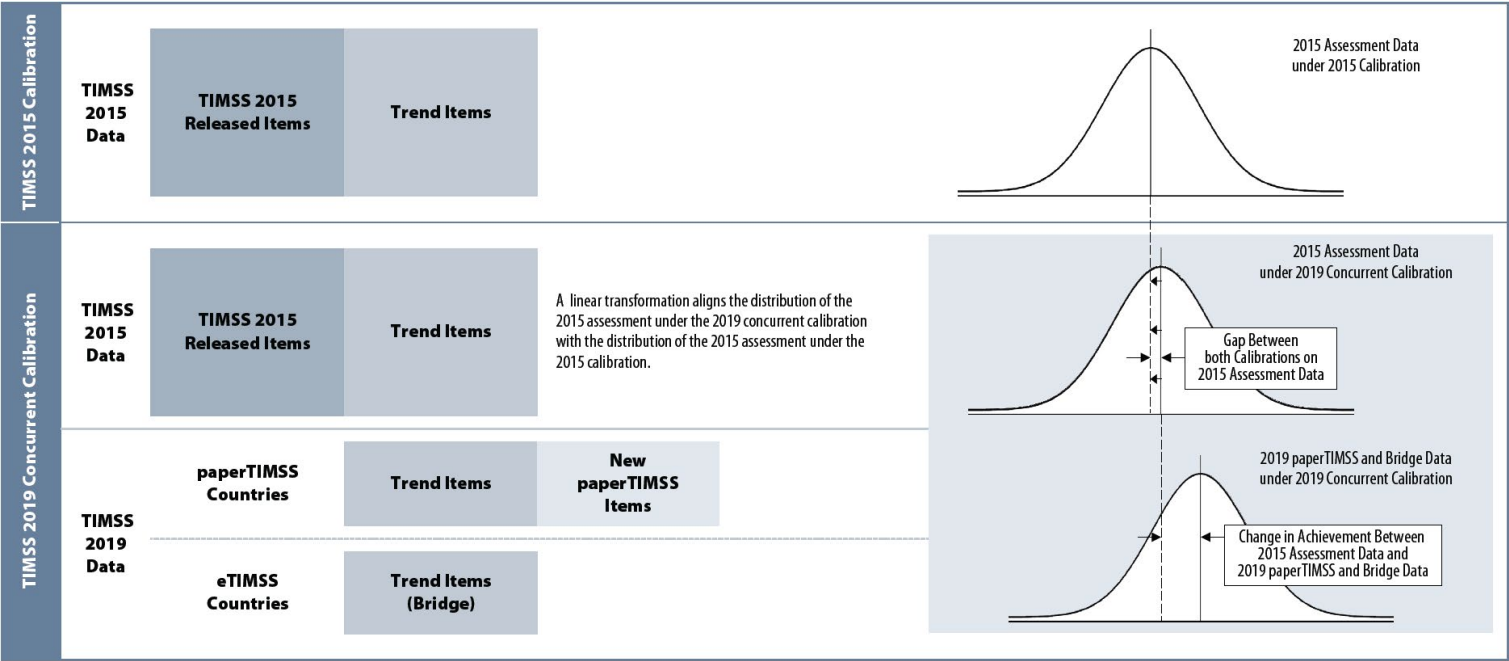 TIMSS 2015 Calibration
TIMSS
2015
Data
TIMSS 2015
Released Items
Trend Items
2015 Assessment Data
under 2015 Calibration
TIMSS 2019 Concurrent Calibration
TIMSS
2015
Data
TIMSS 2015
Released Items
Trend Items
A linear transformation aligns the distribution of the
2015 assessment under the 2019 concurrent calibration
with the distribution of the 2015 assessment under the
2015 calibration.
2015 Assessment Data
under 2019 Concurrent Calibration
Gap Between
both Calibrations on
2015 Assessment Data
TIMSS
2019
Data
paperTIMSS
Countries
Trend Items
New
paperTIMSS
Items
eTIMSS
Countries
Trend Items
(Bridge)
2019 paperTIMSS and Bridge Data
under 2019 Concurrent Calibration
Change in Achievement Between
2015 Assessment Data and
2019 paperTIMSS and Bridge Data